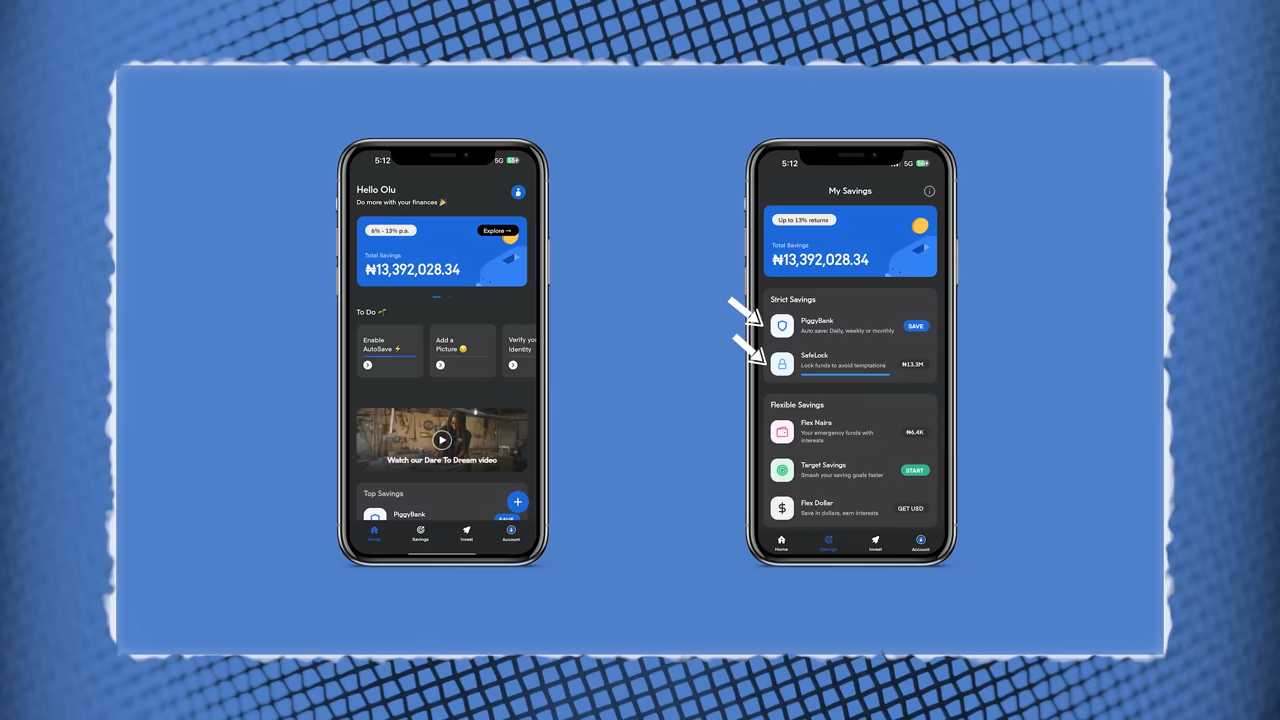 5:12
5G
Hello Olu
Do more with your finances 🎉
6% - 13% p.a.
Explore →
Total Savings
₦13,392,028.34
To Do 🌱
Enable
AutoSave ⚡
Add a
Picture
Verify you
Identity
Watch our Dare To Dream video
Top Savings
PiggyBank
Home
Savings
Invest
Account
5:12
5G
My Savings
Up to 13% returns
Total Savings
₦13,392,028.34
Strict Savings
PiggyBank
Auto save: Daily, weekly or monthly
SAVE
SafeLock
Lock funds to avoid temptations
₦13.3M
Flexible Savings
Flex Naira
Your emergency funds with
interests
₦6.4K
Target Savings
Smash your saving goals faster
START
Flex Dollar
Save in dollars, earn interests
GET USD
Home
Savings
Invest
Account